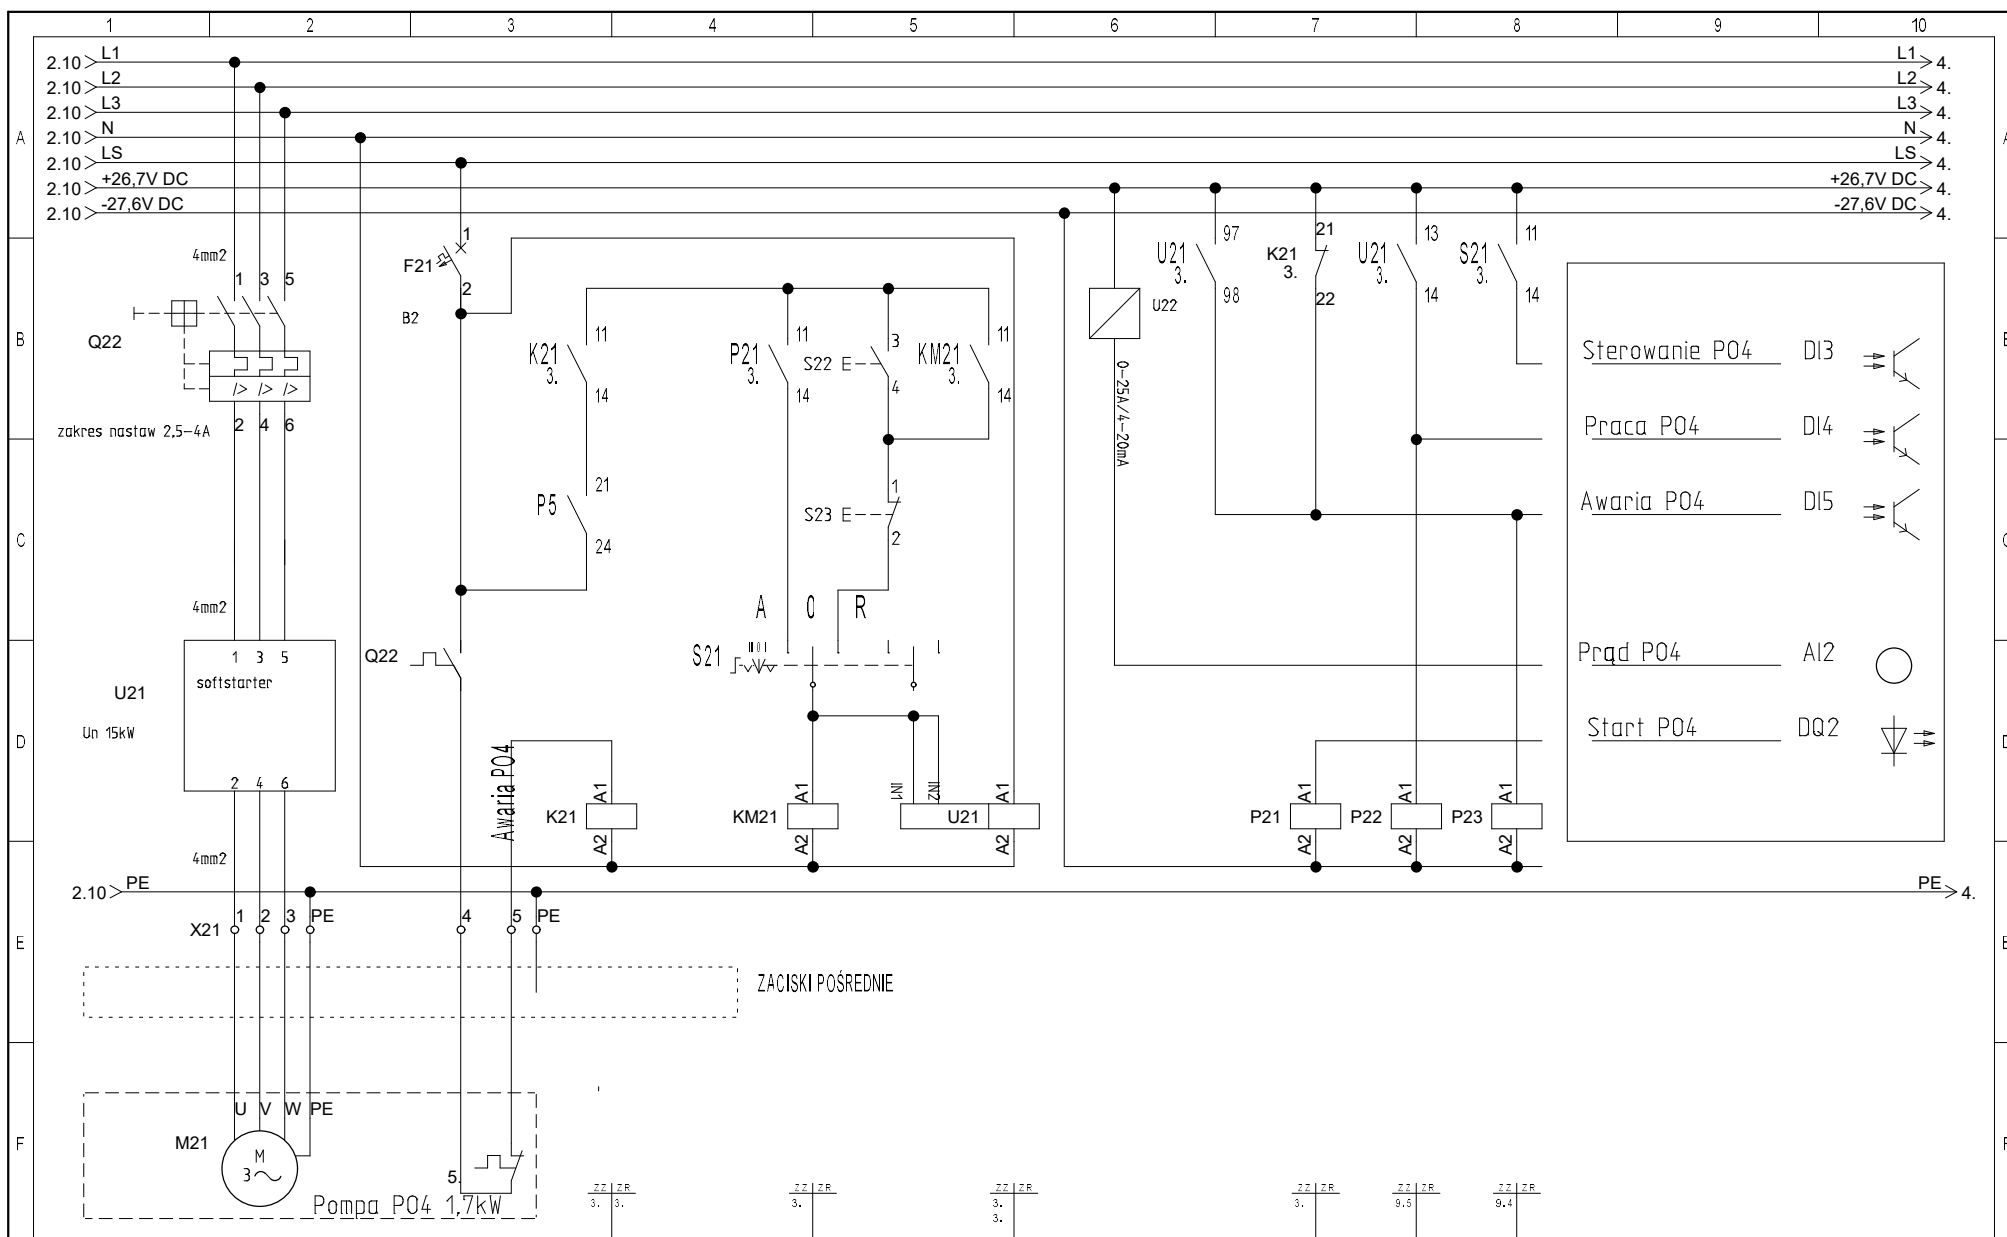 1 2 3 4 5 6 7 8 9 10
2.10 L1 L1 4.
2.10 L2 L2 4.
2.10 L3 L3 4.
A 2.10 N N 4. A
2.10 LS LS 4.
2.10 +26,7V DC +26,7V DC 4.
2.10 -27,6V DC -27,6V DC 4.
1 97 21 13 11
4mm2 F21 U21 K21 U21 S21
3. 3. 3. 3.
1 3 5 2 98 22 14 14
B2 U22
B Q22 11 11 3 11 B
K21 P21 S22 E KM21 Sterowanie PO4 DI3
3. 3. 3.
/> /> /> 14 14 4 14
0-25A/4-20mA
zakres nastaw 2,5-4A 2 4 6 Praca PO4 DI4
21 1
P5 S23 E Awaria PO4 DI5
C 24 2 C
4mm2 A 0 R
1 3 5 Q22 S21 Prąd PO4 AI2
softstarter
U21
Un 15kW Start PO4 DQ2
D D
2 4 6 Awaria PO4 A1 A1 IN1 IN2 A1 A1 A1 A1
K21 KM21 U21 P21 P22 P23
A2 A2 A2 A2 A2 A2
4mm2
2.10 PE PE 4.
X21 1 2 3 PE 4 5 PE
E E
ZACISKI POŚREDNIE
U V W PE
M21 M
F 3 F
5.
Pompa PO4 1,7kW
ZZ ZR ZZ ZR ZZ ZR ZZ ZR ZZ ZR ZZ ZR
3. 3. 3. 3. 3. 9.5 9.4
3.